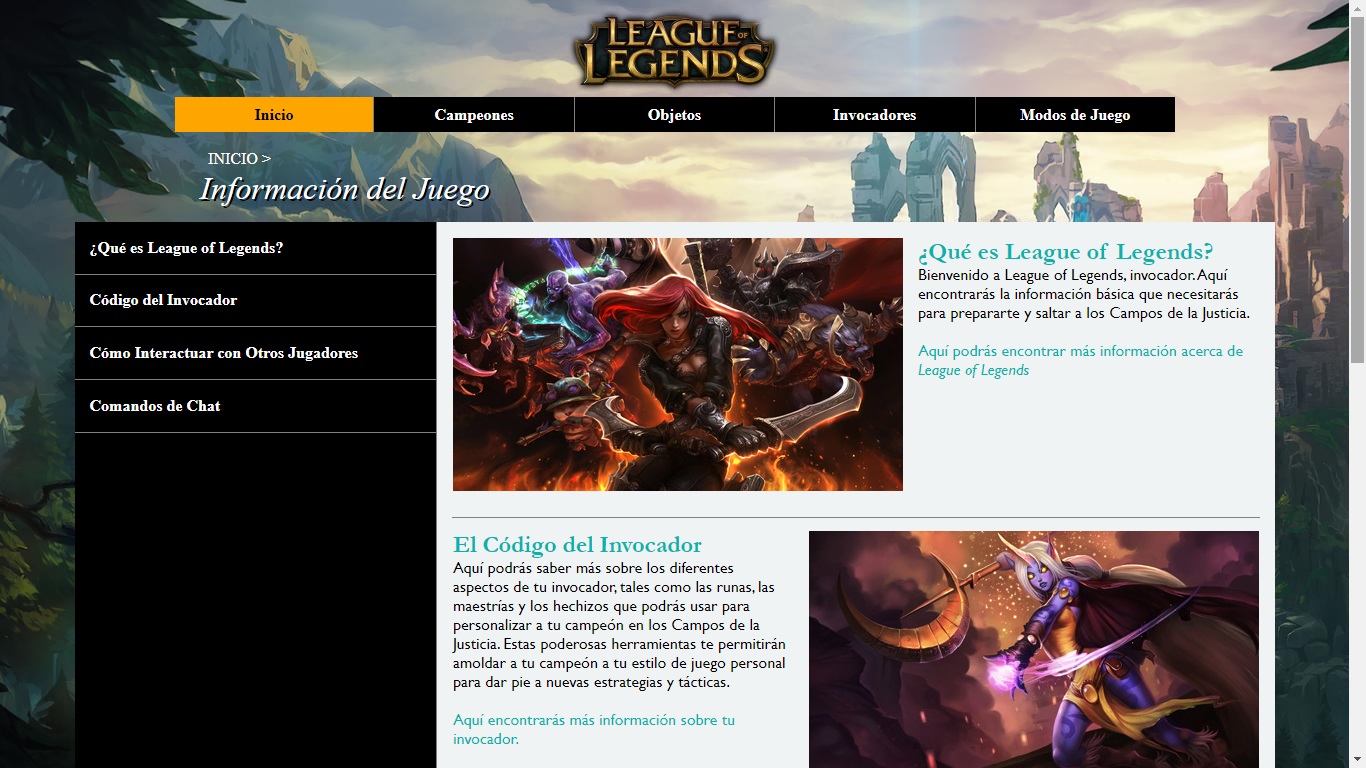 LEAGUE OF
LEGENDS
Inicio
Campeones
Objetos
Invocadores
Modos de Juego
INICIO >
Información del Juego
¿Qué es League of Legends?
Código del Invocador
Cómo Interactuar con Otros Jugadores
Comandos de Chat
¿Qué es League of Legends?
Bienvenido a League of Legends, invocador. Aquí
encontrarás la información básica que necesitarás
para prepararte y saltar a los Campos de la Justicia.
Aquí podrás encontrar más información acerca de
League of Legends
El Código del Invocador
Aquí podrás saber más sobre los diferentes
aspectos de tu invocador, tales como las runas, las
maestrías y los hechizos que podrás usar para
personalizar a tu campeón en los Campos de la
Justicia. Estas poderosas herramientas te permitirán
amoldar a tu campeón a tu estilo de juego personal
para dar pie a nuevas estrategias y tácticas.
Aquí encontrarás más información sobre tu
invocador.